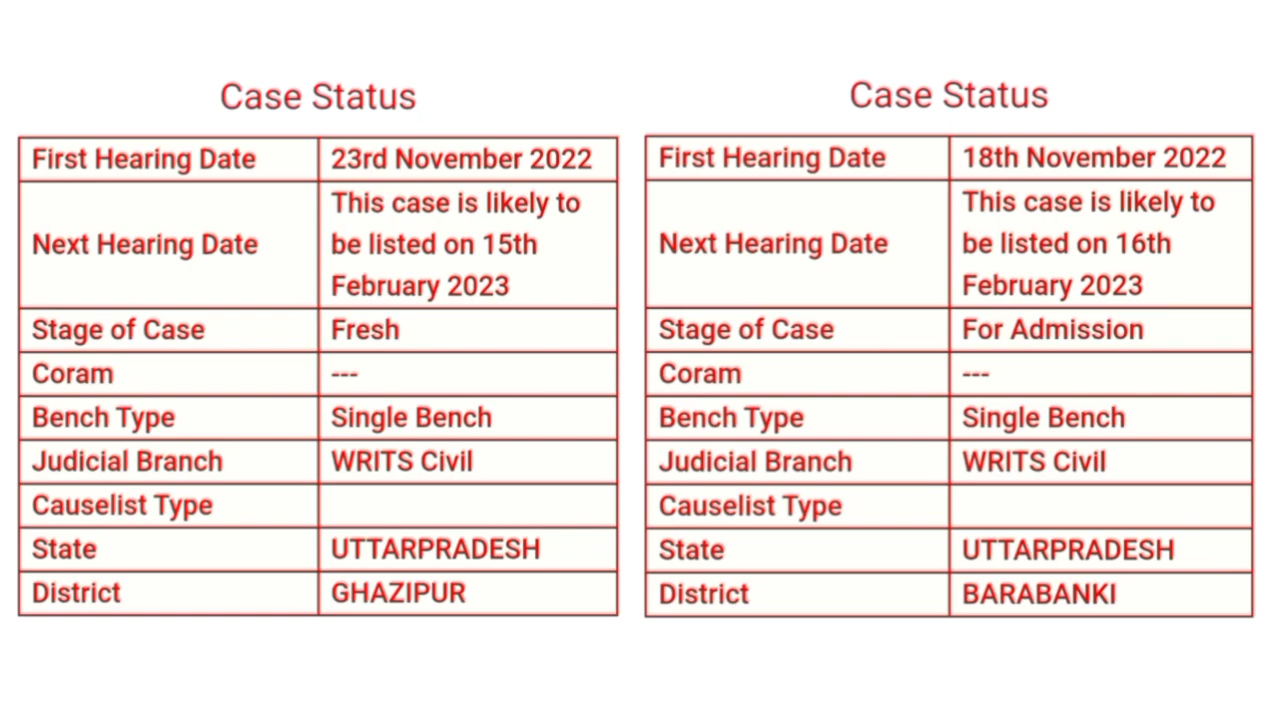 Case Status
First Hearing Date 23rd November 2022
Next Hearing Date This case is likely to
be listed on 15th
February 2023
Stage of Case Fresh
Coram ---
Bench Type Single Bench
Judicial Branch WRITS Civil
Causelist Type
State UTTARPRADESH
District GHAZIPUR
Case Status
First Hearing Date 18th November 2022
Next Hearing Date This case is likely to
be listed on 16th
February 2023
Stage of Case For Admission
Coram ---
Bench Type Single Bench
Judicial Branch WRITS Civil
Causelist Type
State UTTARPRADESH
District BARABANKI